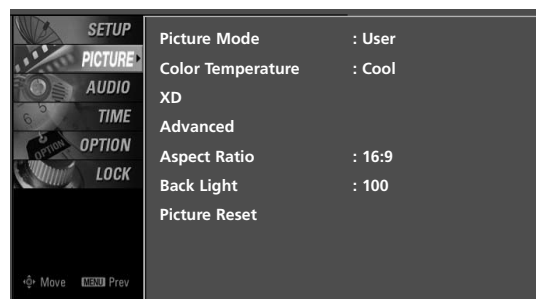 SETUP
PICTURE
AUDIO
TIME
OPTION
LOCK
Move MENU Prev
Picture Mode : User
Color Temperature : Cool
XD
Advanced
Aspect Ratio : 16:9
Back Light : 100
Picture Reset